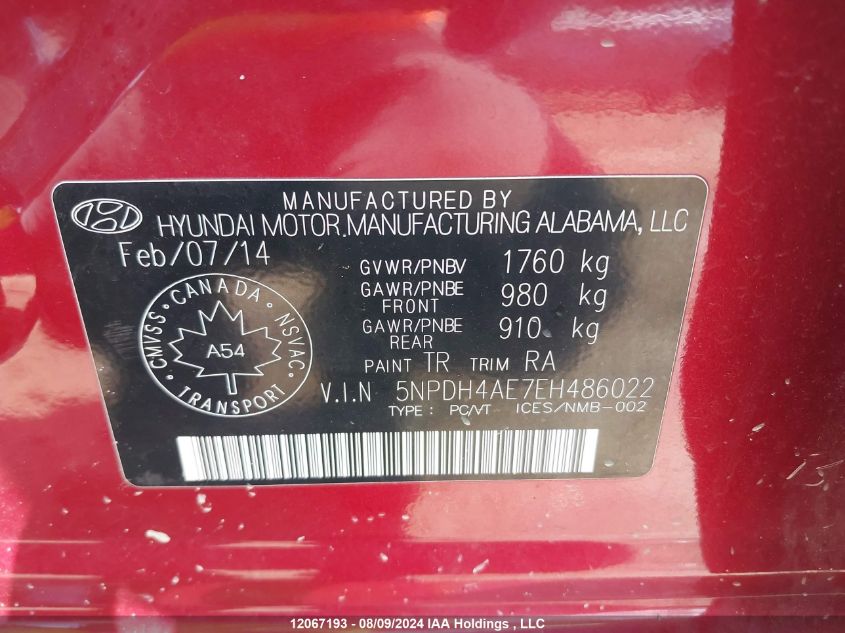 MANUFACTURED BY
HYUNDAI MOTOR MANUFACTURING ALABAMA, LLC
Feb/07/14
GVWR/PNBV 1760 kg
GAWR/PNBE FRONT 980 kg
GAWR/PNBE REAR 910 kg
PAINT TR TRIM RA
CANADA
CMVSS NSVAC
A54
TRANSPORT
V.I.N 5NPDH4AE7EH486022
TYPE : PC/VT ICES/NMB-002
12067193 - 08/09/2024 IAA Holdings , LLC